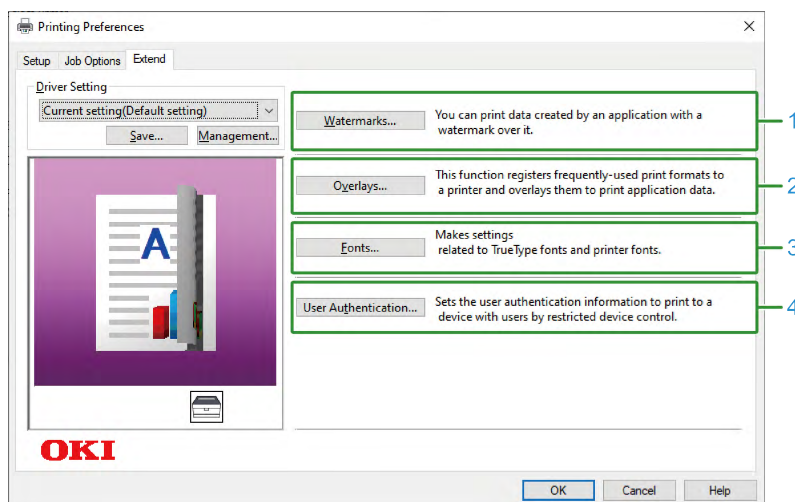 Printing Preferences
Setup Job Options Extend
Driver Setting
Current setting(Default setting)
Save... Management...
Watermarks...
You can print data created by an application with a
watermark over it.
1
Overlays...
This function registers frequently-used print formats to
a printer and overlays them to print application data.
2
Fonts...
Makes settings
related to TrueType fonts and printer fonts.
3
User Authentication...
Sets the user authentication information to print to a
device with users by restricted device control.
4
A
OKI
OK Cancel Help